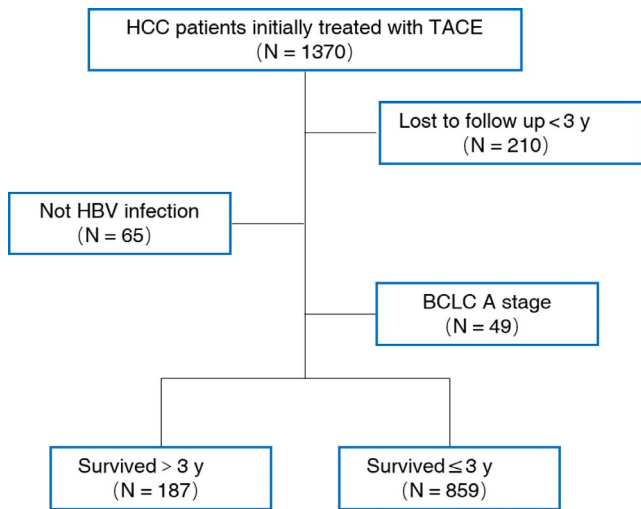 HCC patients initially treated with TACE
(N = 1370)
Lost to follow up < 3 y
(N = 210)
Not HBV infection
(N = 65)
BCLC A stage
(N = 49)
Survived > 3 y
(N = 187)
Survived ≤ 3 y
(N = 859)